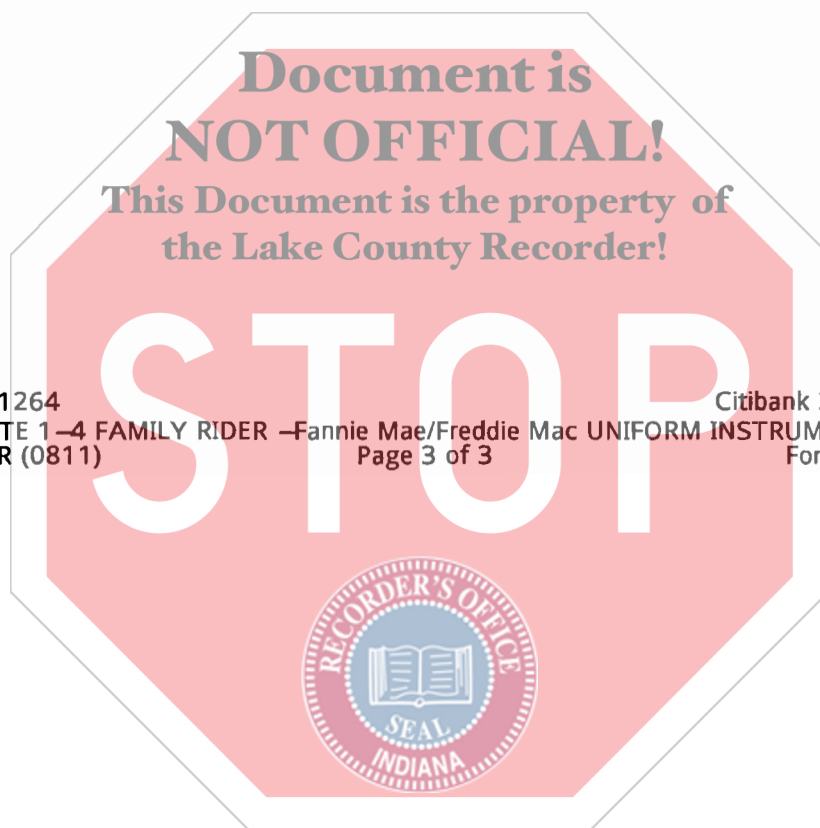 Document is
NOT OFFICIAL!
This Document is the property of
the Lake County Recorder!
STOP
1264
Citibank
TE 1—4 FAMILY RIDER —Fannie Mae/Freddie Mac UNIFORM INSTRUM
R (0811)
Page 3 of 3
For
RECORDER'S OFFICE
SEAL
INDIANA